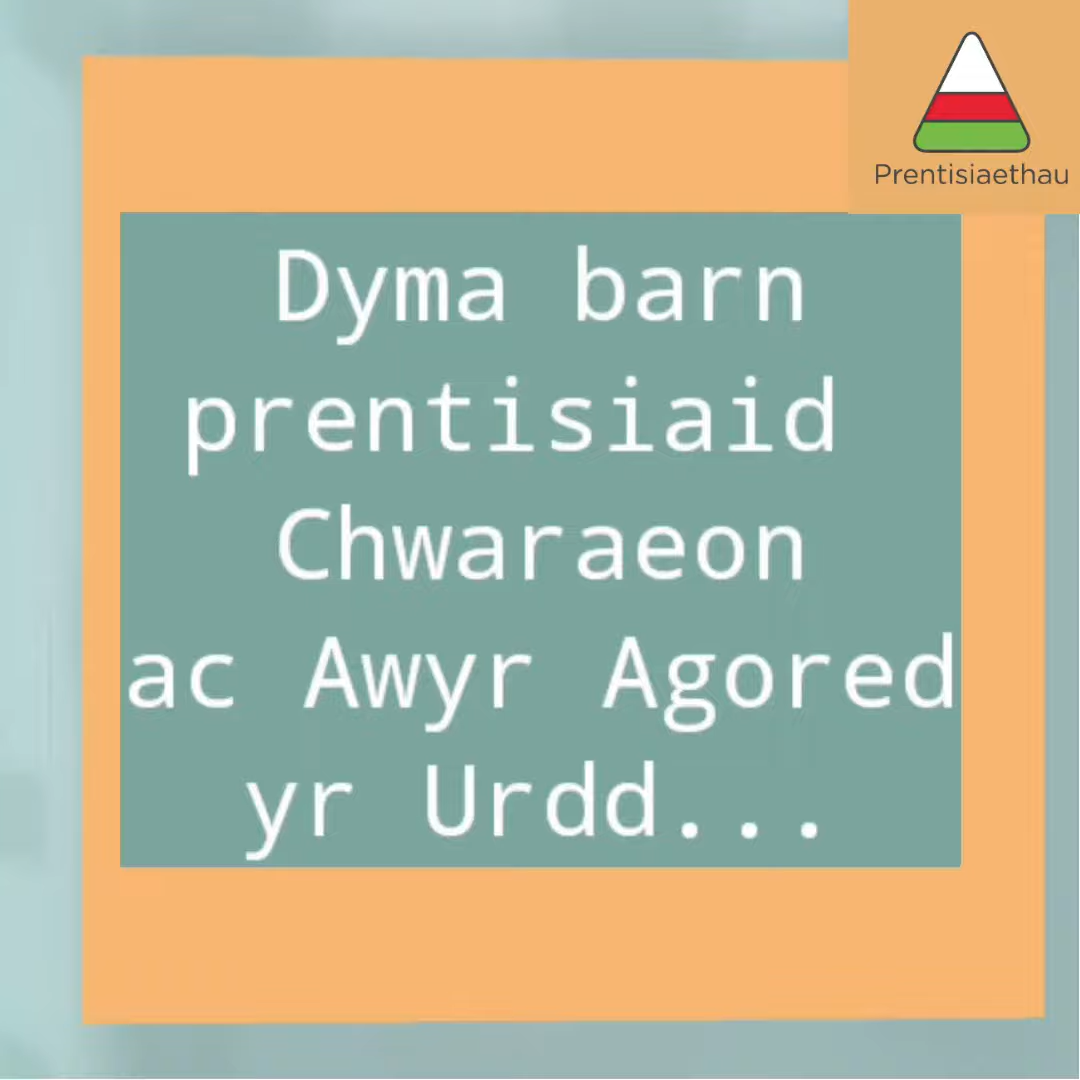 Prentisiaethau
Dyma barn
prentisiaid
Chwaraeon
ac Awyr Agored
yr Urdd...